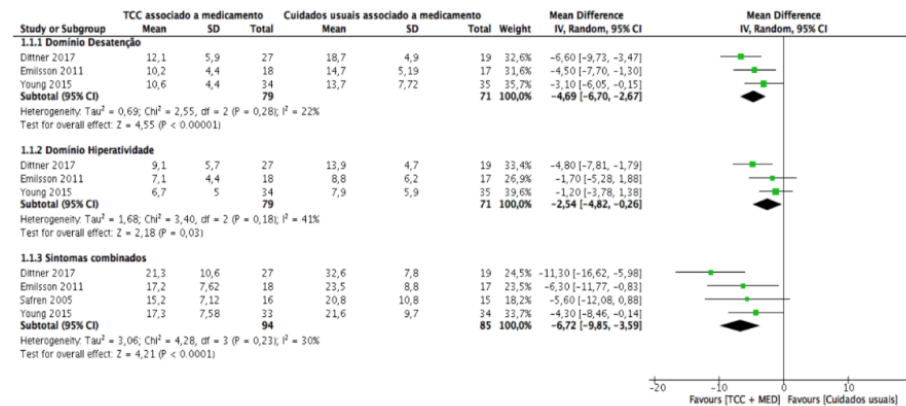 TCC associado a medicamento Cuidados usuais associado a medicamento Mean Difference Mean Difference
Study or Subgroup Mean SD Total Mean SD Total Weight IV, Random, 95% CI IV, Random, 95% CI
1.1.1 Domínio Desatenção
Dittner 2017 12,1 5,9 27 18,7 4,9 19 32,6% -6,60 [-9,73, -3,47]
Emilsson 2011 10,2 4,4 18 14,7 5,19 17 31,6% -4,50 [-7,70, -1,30]
Young 2015 10,6 4,4 34 13,7 7,72 35 35,7% -3,10 [-6,05, -0,15]
Subtotal (95% CI) 79 71 100,0% -4,69 [-6,70, -2,67]
Heterogeneity: Tau² = 0,69; Chi² = 2,55, df = 2 (P = 0,28); I² = 22%
Test for overall effect: Z = 4,55 (P < 0.00001)
1.1.2 Domínio Hiperatividade
Dittner 2017 9,1 5,7 27 13,9 4,7 19 33,4% -4,80 [-7,81, -1,79]
Emilsson 2011 7,1 4,4 18 8,8 6,2 17 26,9% -1,70 [-5,28, 1,88]
Young 2015 6,7 5 34 7,9 5,9 35 39,6% -1,20 [-3,78, 1,38]
Subtotal (95% CI) 79 71 100,0% -2,54 [-4,82, -0,26]
Heterogeneity: Tau² = 1,68; Chi² = 3,40, df = 2 (P = 0,18); I² = 41%
Test for overall effect: Z = 2,18 (P = 0,03)
1.1.3 Sintomas combinados
Dittner 2017 21,3 10,6 27 32,6 7,8 19 24,5% -11,30 [-16,62, -5,98]
Emilsson 2011 17,2 7,62 18 23,5 8,8 17 23,5% -6,30 [-11,77, -0,83]
Safren 2005 15,2 7,12 16 20,8 10,8 15 18,2% -5,60 [-12,08, 0,88]
Young 2015 17,3 7,58 33 21,6 9,7 34 33,7% -4,30 [-8,46, -0,14]
Subtotal (95% CI) 94 85 100,0% -6,72 [-9,85, -3,59]
Heterogeneity: Tau² = 3,06; Chi² = 4,28, df = 3 (P = 0,23); I² = 30%
Test for overall effect: Z = 4,21 (P < 0.0001)
-20 -10 0 10
Favours [TCC + MED] Favours [Cuidados usuais]